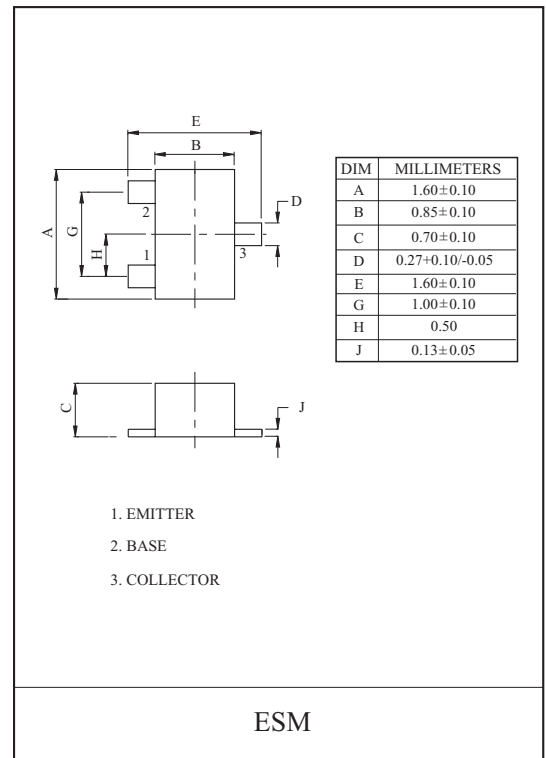 E
B
A
G
H
2
1
D
3
DIM MILLIMETERS
A 1.60±0.10
B 0.85±0.10
C 0.70±0.10
D 0.27+0.10/-0.05
E 1.60±0.10
G 1.00±0.10
H 0.50
J 0.13±0.05
C
J
1. EMITTER
2. BASE
3. COLLECTOR
ESM